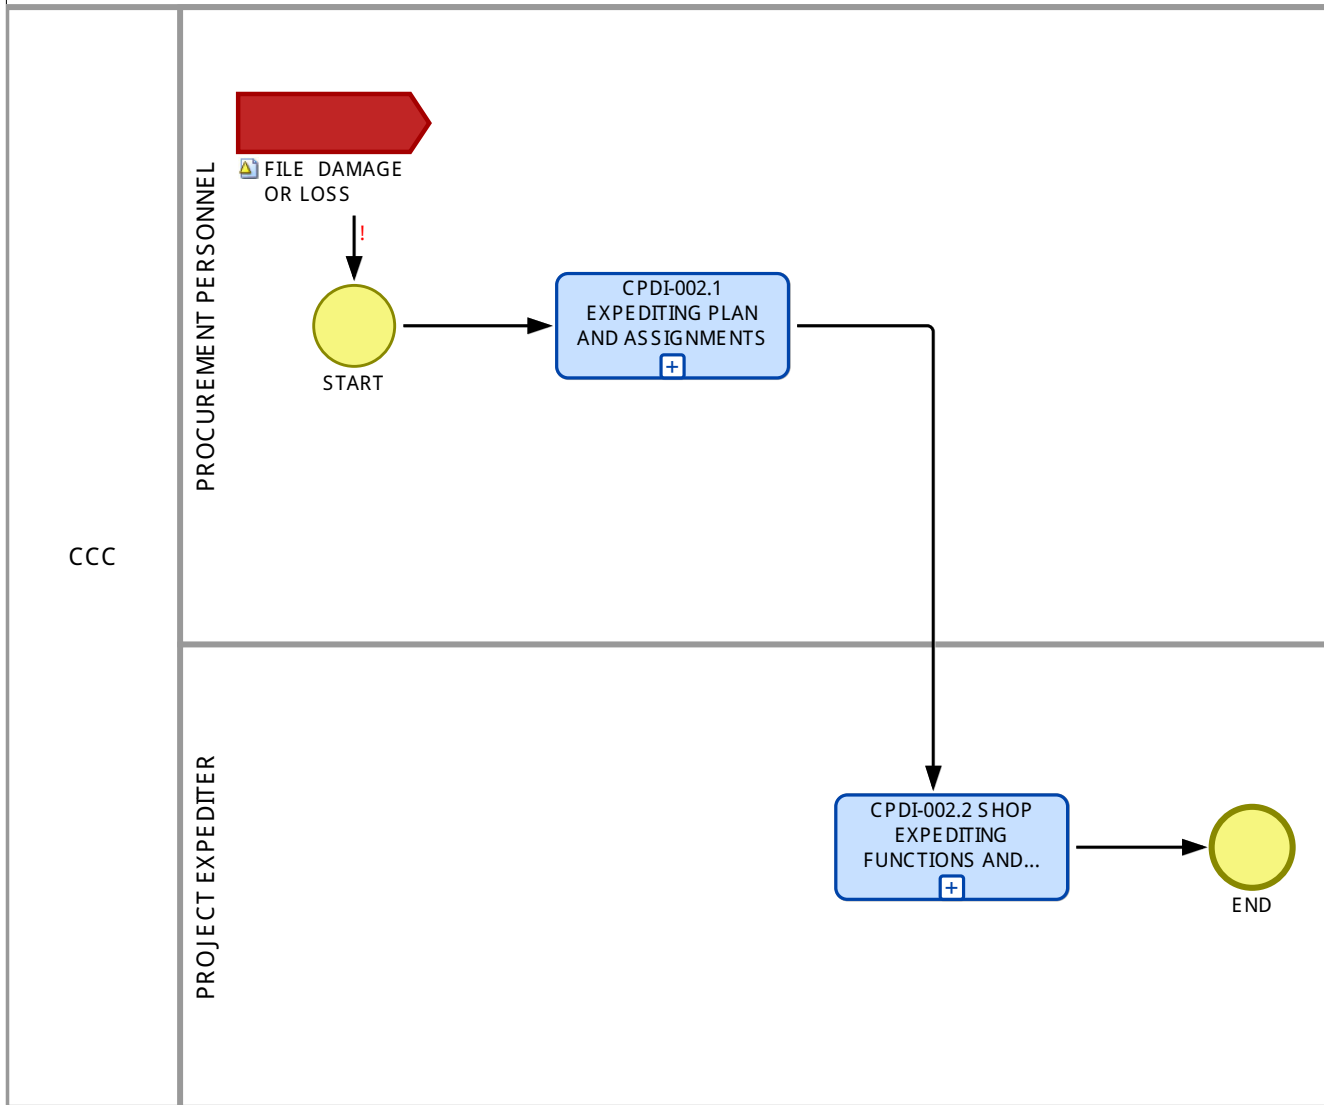 CCC
PROCUREMENT PERSONNEL
FILE DAMAGE
OR LOSS
!
START
CPDI-002.1
EXPEDITING PLAN
AND ASSIGNMENTS
PROJECT EXPEDITER
CPDI-002.2 SHOP
EXPEDITING
FUNCTIONS AND...
END